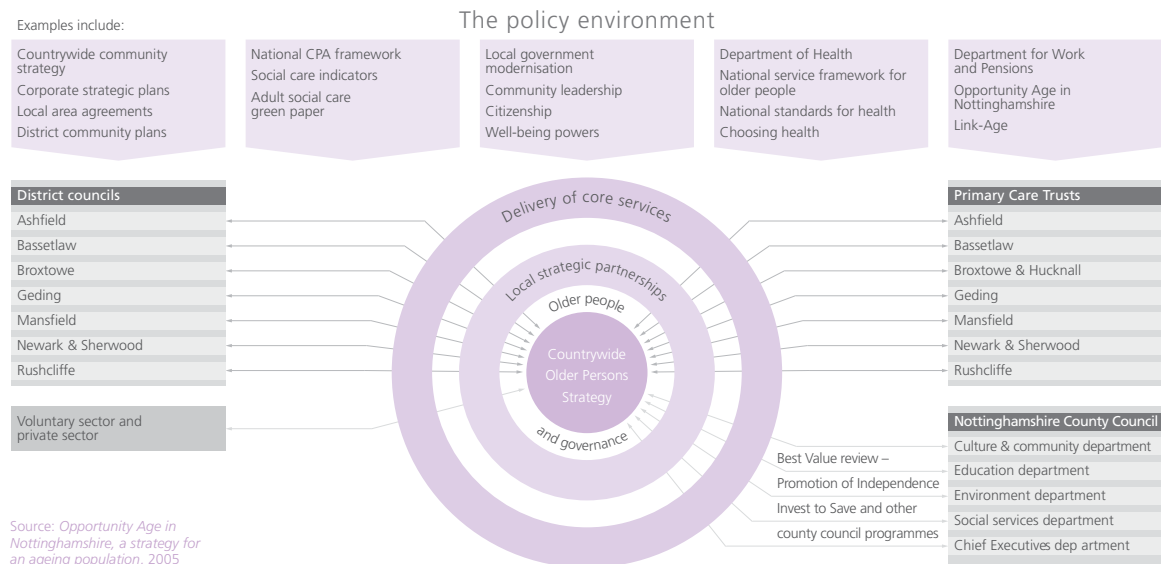 The policy environment
Examples include:
Countrywide community
strategy
Corporate strategic plans
Local area agreements
District community plans
National CPA framework
Social care indicators
Adult social care
green paper
Local government
modernisation
Community leadership
Citizenship
Well-being powers
Department of Health
National service framework for
older people
National standards for health
Choosing health
Department for Work
and Pensions
Opportunity Age in
Nottinghamshire
Link-Age
District councils
Ashfield
Bassetlaw
Broxtowe
Geding
Mansfield
Newark & Sherwood
Rushcliffe
Voluntary sector and
private sector
Delivery of core services
Local strategic partnerships
Older people
Countrywide
Older Persons
Strategy
and governance
Primary Care Trusts
Ashfield
Bassetlaw
Broxtowe & Hucknall
Geding
Mansfield
Newark & Sherwood
Rushcliffe
Nottinghamshire County Council
Culture & community department
Education department
Environment department
Social services department
Chief Executives dep artment
Best Value review –
Promotion of Independence
Invest to Save and other
county council programmes
Source: Opportunity Age in
Nottinghamshire, a strategy for
an ageing population, 2005